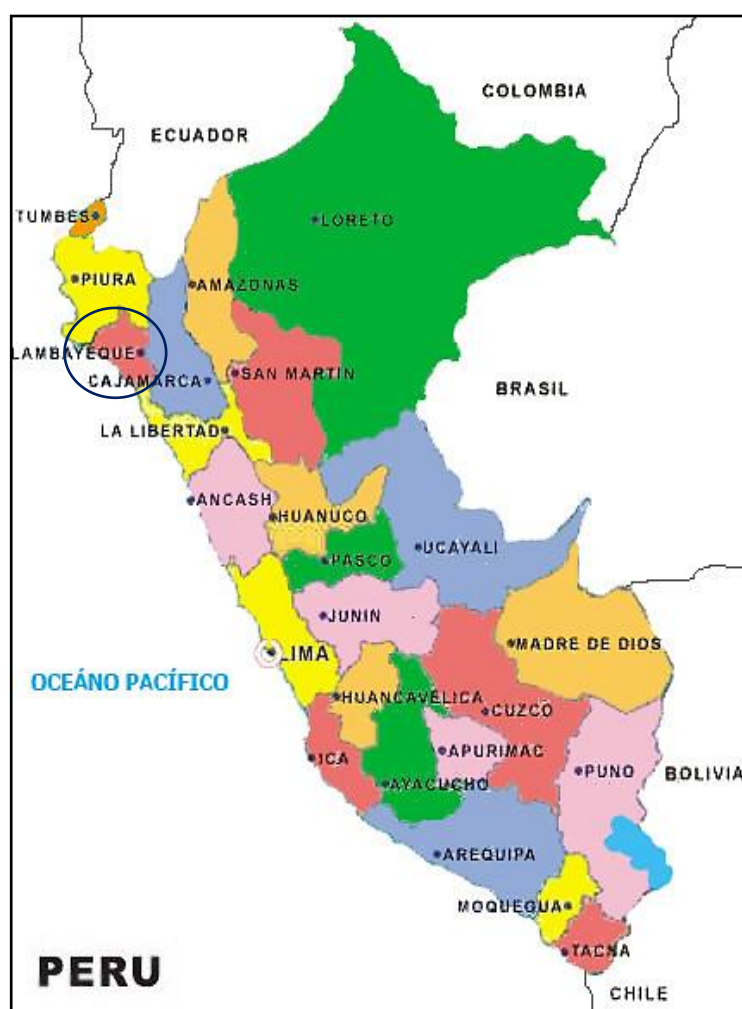 COLOMBIA
ECUADOR
TUMBES
LORETO
PIURA
AMAZONAS
LAMBAYEQUE
CAJAMARCA
SAN MARTIN
BRASIL
LA LIBERTAD
ANCASH
HUANUCO
UCAYALI
PASCO
JUNIN
MADRE DE DIOS
LIMA
OCEÁNO PACÍFICO
HUANCAVELICA
CUZCO
ICA
APURIMAC
PUNO
BOLIVIA
AYACUCHO
AREQUIPA
MOQUEGUA
TACNA
PERU
CHILE